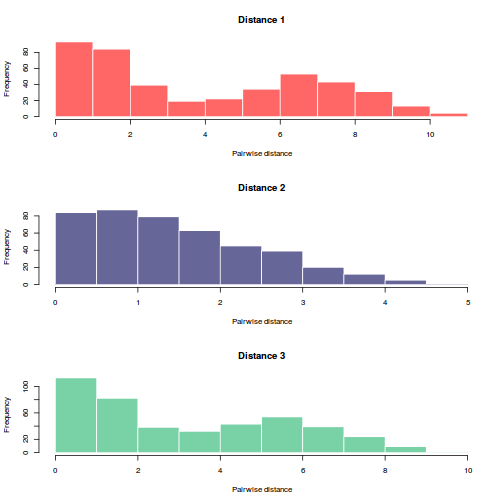 Distance 1
Frequency
0 20 40 60 80
0 2 4 6 8 10
Pairwise distance
Distance 2
Frequency
0 20 40 60 80
0 1 2 3 4 5
Pairwise distance
Distance 3
Frequency
0 20 60 100
0 2 4 6 8 10
Pairwise distance